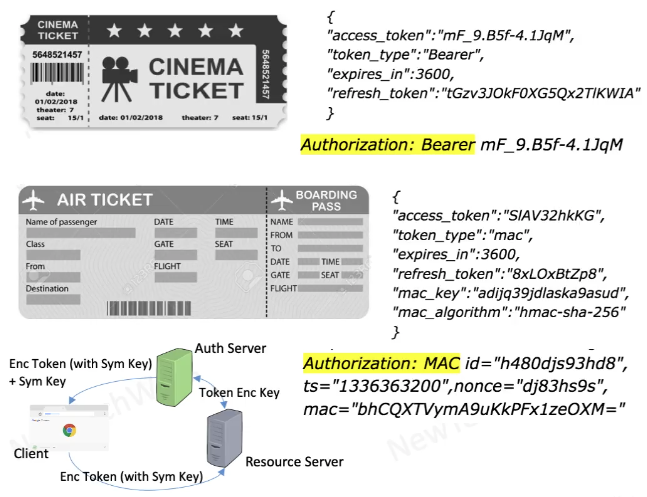 CINEMA
TICKET
5648521457
date:
01/02/2018
theater: 7
seat: 15/1
CINEMA
TICKET
date: 01/02/2018 theater: 7 seat: 15/1
5648521457
{
"access_token":"mF_9.B5f-4.1JqM",
"token_type":"Bearer",
"expires_in":3600,
"refresh_token":"tGzv3JOkF0XG5Qx2TlKWIA"
}
Authorization: Bearer mF_9.B5f-4.1JqM
AIR TICKET
Name of passenger
DATE TIME
Class
GATE SEAT
From
FLIGHT
Destination
BOARDING
PASS
NAME
FROM
TO
DATE TIME
GATE SEAT
FLIGHT
{
"access_token":"SlAV32hkKG",
"token_type":"mac",
"expires_in":3600,
"refresh_token":"8xLOxBtZp8",
"mac_key":"adijq39jdlaska9asud",
"mac_algorithm":"hmac-sha-256"
}
Authorization: MAC id="h480djs93hd8",
ts="1336363200",nonce="dj83hs9s",
mac="bhCQXTVymA9uKkPFx1zeOXM="
Auth Server
Enc Token (with Sym Key)
+ Sym Key
Token Enc Key
Client
Resource Server
Enc Token (with Sym Key)